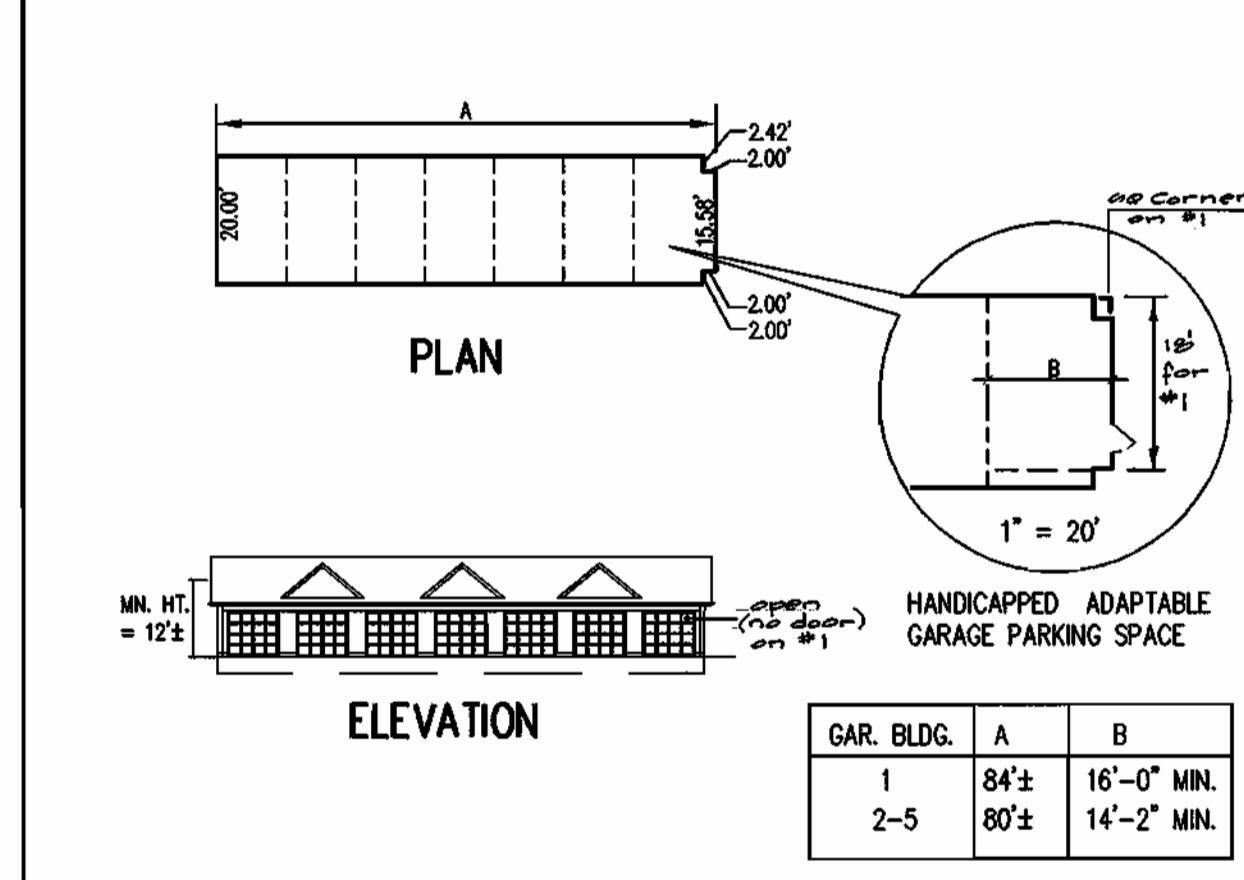 A
2.42'
2.00'
20.00'
15.58'
2.00'
2.00'
PLAN
no Corner
on #1
B
18'
for
#1
1" = 20'
HANDICAPPED ADAPTABLE
GARAGE PARKING SPACE
MN. HT.
= 12'±
open
(no door)
on #1
ELEVATION
GAR. BLDG. A B
1 84'± 16'-0" MIN.
2-5 80'± 14'-2" MIN.